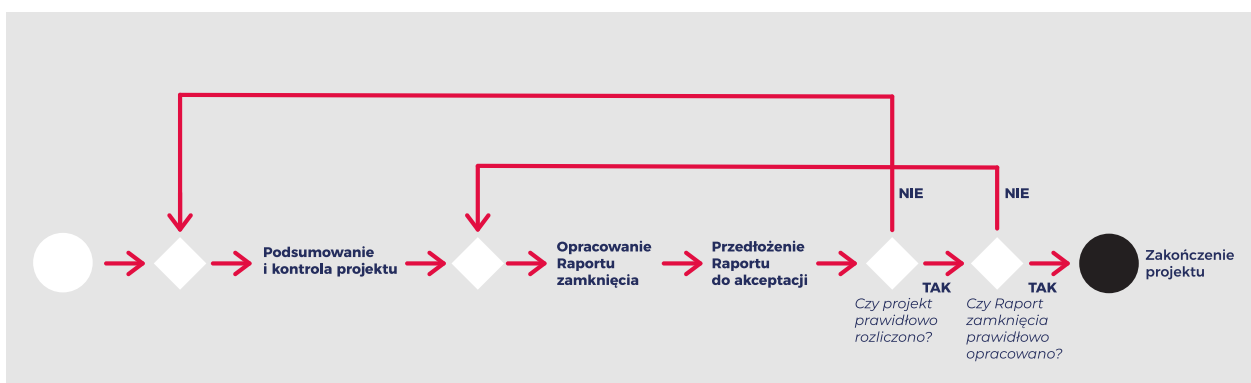 NIE
NIE
Podsumowanie
i kontrola projektu
Opracowanie
Raportu
zamknięcia
Przedłożenie
Raportu
do akceptacji
TAK
Czy projekt
prawidłowo
rozliczono?
TAK
Czy Raport
zamknięcia
prawidłowo
opracowano?
Zakończenie
projektu